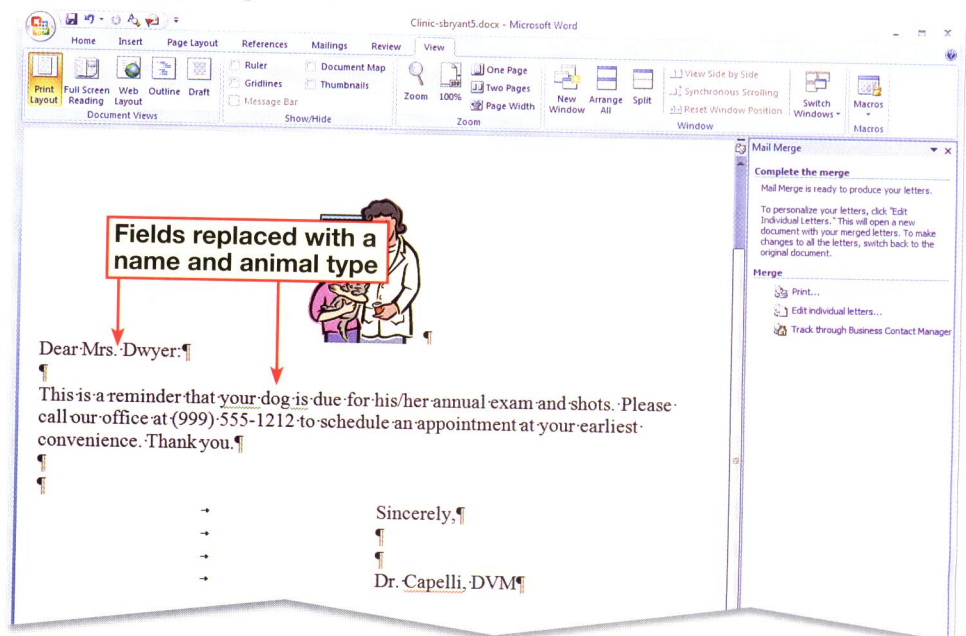 Clinic-sbryant5.docx - Microsoft Word
Home Insert Page Layout References Mailings Review View
Print Layout
Full Screen Reading
Web Layout
Outline
Draft
Document Views
Ruler
Gridlines
Message Bar
Document Map
Thumbnails
Show/Hide
Zoom
100%
One Page
Two Pages
Page Width
Zoom
New Window
Arrange All
Split
View Side by Side
Synchronous Scrolling
Reset Window Position
Window
Switch Windows
Macros
Macros
Fields replaced with a
name and animal type
Dear·Mrs.·Dwyer:¶
¶
This·is·a·reminder·that·your·dog·is·due·for·his/her·annual·exam·and·shots.·Please·
call·our·office·at·(999)·555-1212·to·schedule·an·appointment·at·your·earliest·
convenience.·Thank·you.¶
¶
¶
Sincerely,¶
¶
¶
Dr.·Capelli,·DVM¶
Mail Merge
Complete the merge
Mail Merge is ready to produce your letters.
To personalize your letters, click "Edit
Individual Letters." This will open a new
document with your merged letters. To make
changes to all the letters, switch back to the
original document.
Merge
Print...
Edit individual letters...
Track through Business Contact Manager